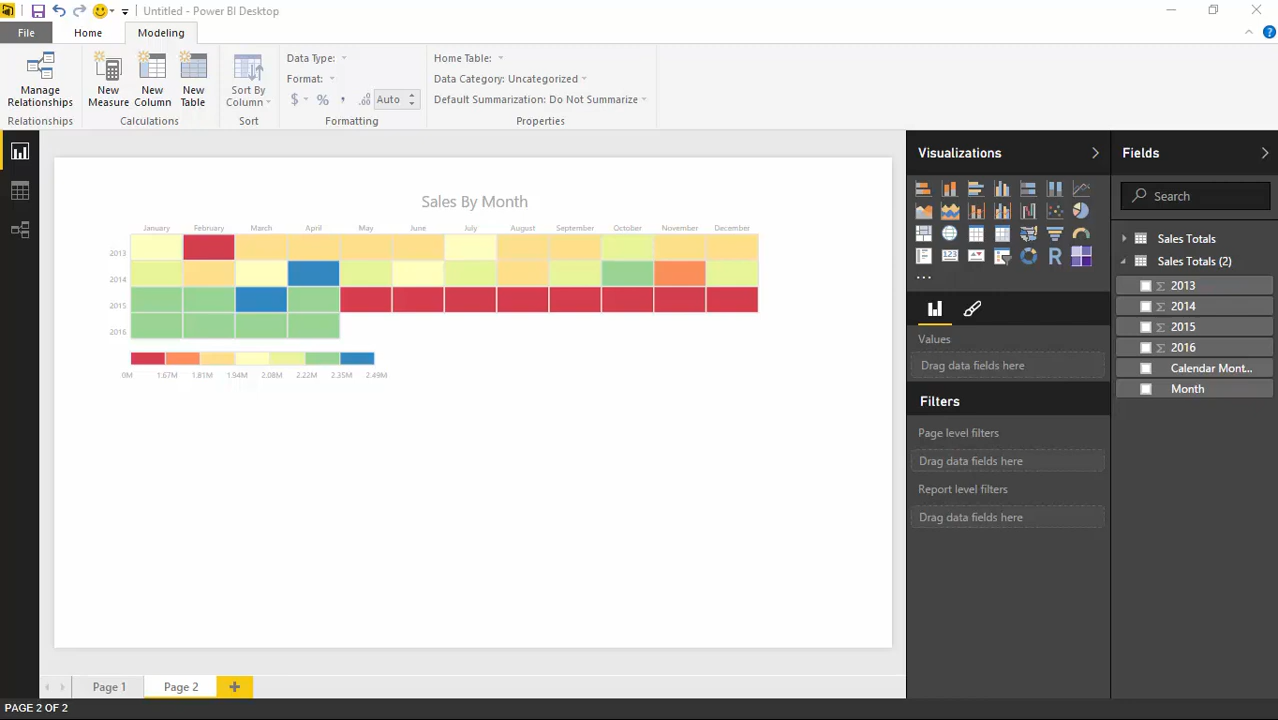 Untitled - Power BI Desktop
File
Home
Modeling
?
Manage
Relationships
New
Measure
New
Column
New
Table
Sort By
Column
Data Type:
Format:
$
%
,
.00
Auto
Home Table:
Data Category: Uncategorized
Default Summarization: Do Not Summarize
Relationships
Calculations
Sort
Formatting
Properties
Sales By Month
January February March April May June July August September October November December
2013
2014
2015
2016
0M 1.67M 1.81M 1.94M 2.08M 2.22M 2.35M 2.49M
Page 1
Page 2
PAGE 2 OF 2
Visualizations
R
123
Values
Drag data fields here
Filters
Page level filters
Drag data fields here
Report level filters
Drag data fields here
Fields
Search
Sales Totals
Sales Totals (2)
Σ 2013
Σ 2014
Σ 2015
Σ 2016
Calendar Mont...
Month